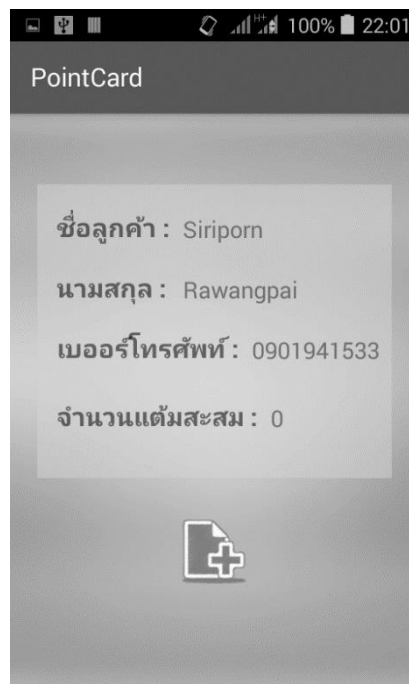 H+ 100% 22:01
PointCard
ชื่อลูกค้า : Siriporn
นามสกุล : Rawangpai
เบออร์โทรศัพท์ : 0901941533
จำนวนแต้มสะสม : 0